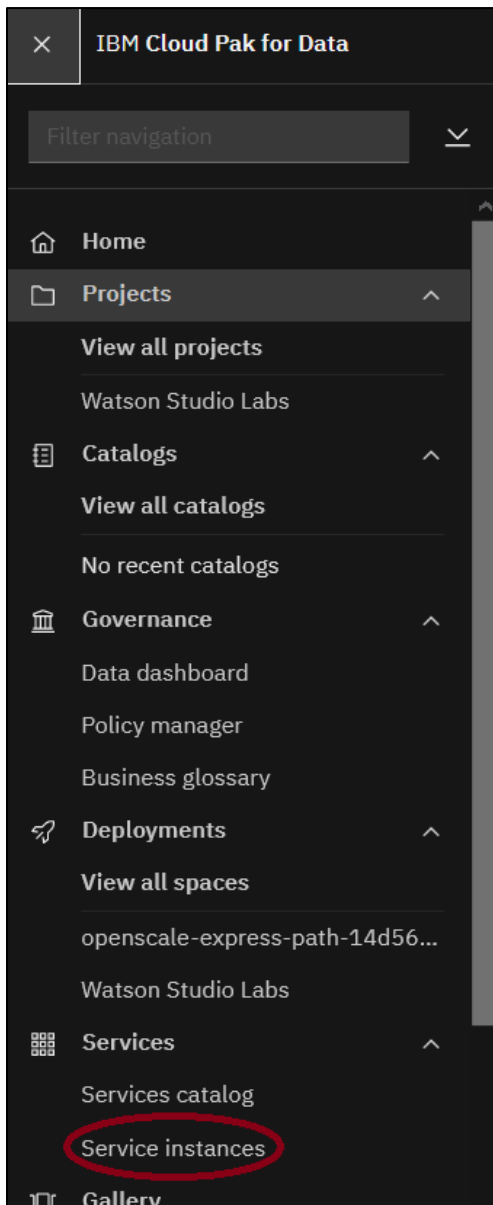 IBM Cloud Pak for Data
Filter navigation
Home
Projects
View all projects
Watson Studio Labs
Catalogs
View all catalogs
No recent catalogs
Governance
Data dashboard
Policy manager
Business glossary
Deployments
View all spaces
openscale-express-path-14d56...
Watson Studio Labs
Services
Services catalog
Service instances
Gallery